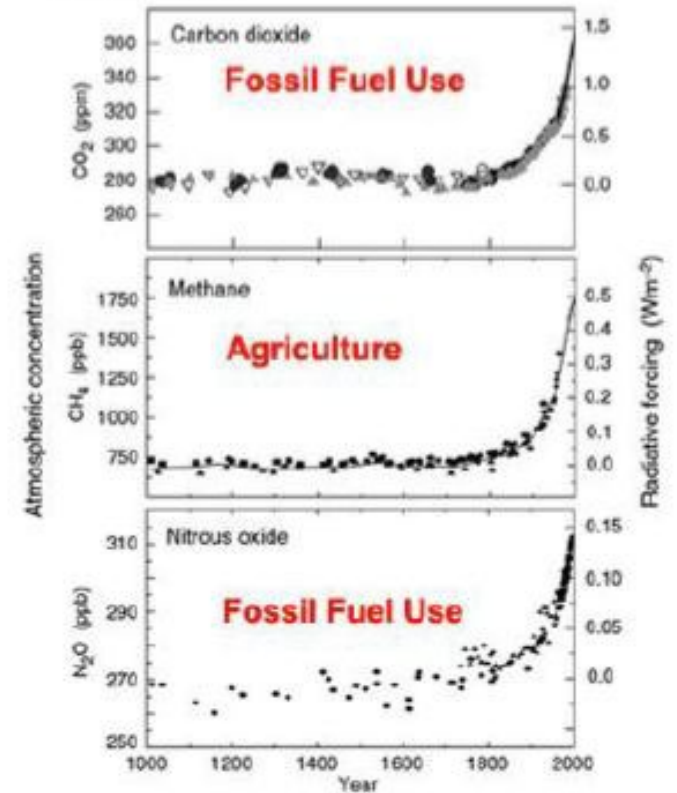 Carbon dioxide
Fossil Fuel Use
CO₂ (ppm)
360
340
320
300
280
260
1.5
1.0
0.5
0.0
Methane
Agriculture
CH₄ (ppb)
1750
1500
1250
1000
750
0.5
0.4
0.3
0.2
0.1
0.0
Nitrous oxide
Fossil Fuel Use
N₂O (ppb)
310
290
270
250
0.15
0.10
0.05
0.0
Atmospheric concentration
Radiative forcing (Wm⁻²)
1000 1200 1400 1600 1800 2000
Year